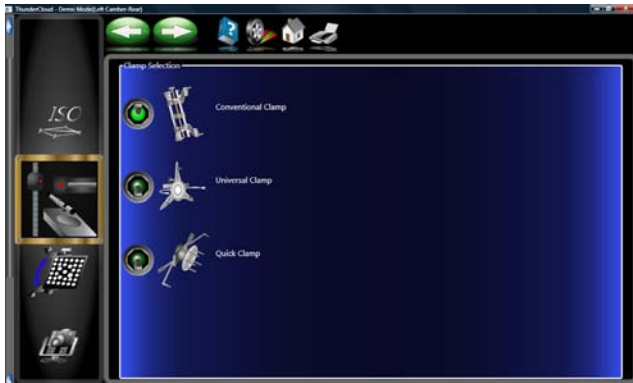 ThunderCloud - Demo Mode(Left Camber-Rear)
Clamp Selection
ISO
Conventional Clamp
Universal Clamp
Quick Clamp